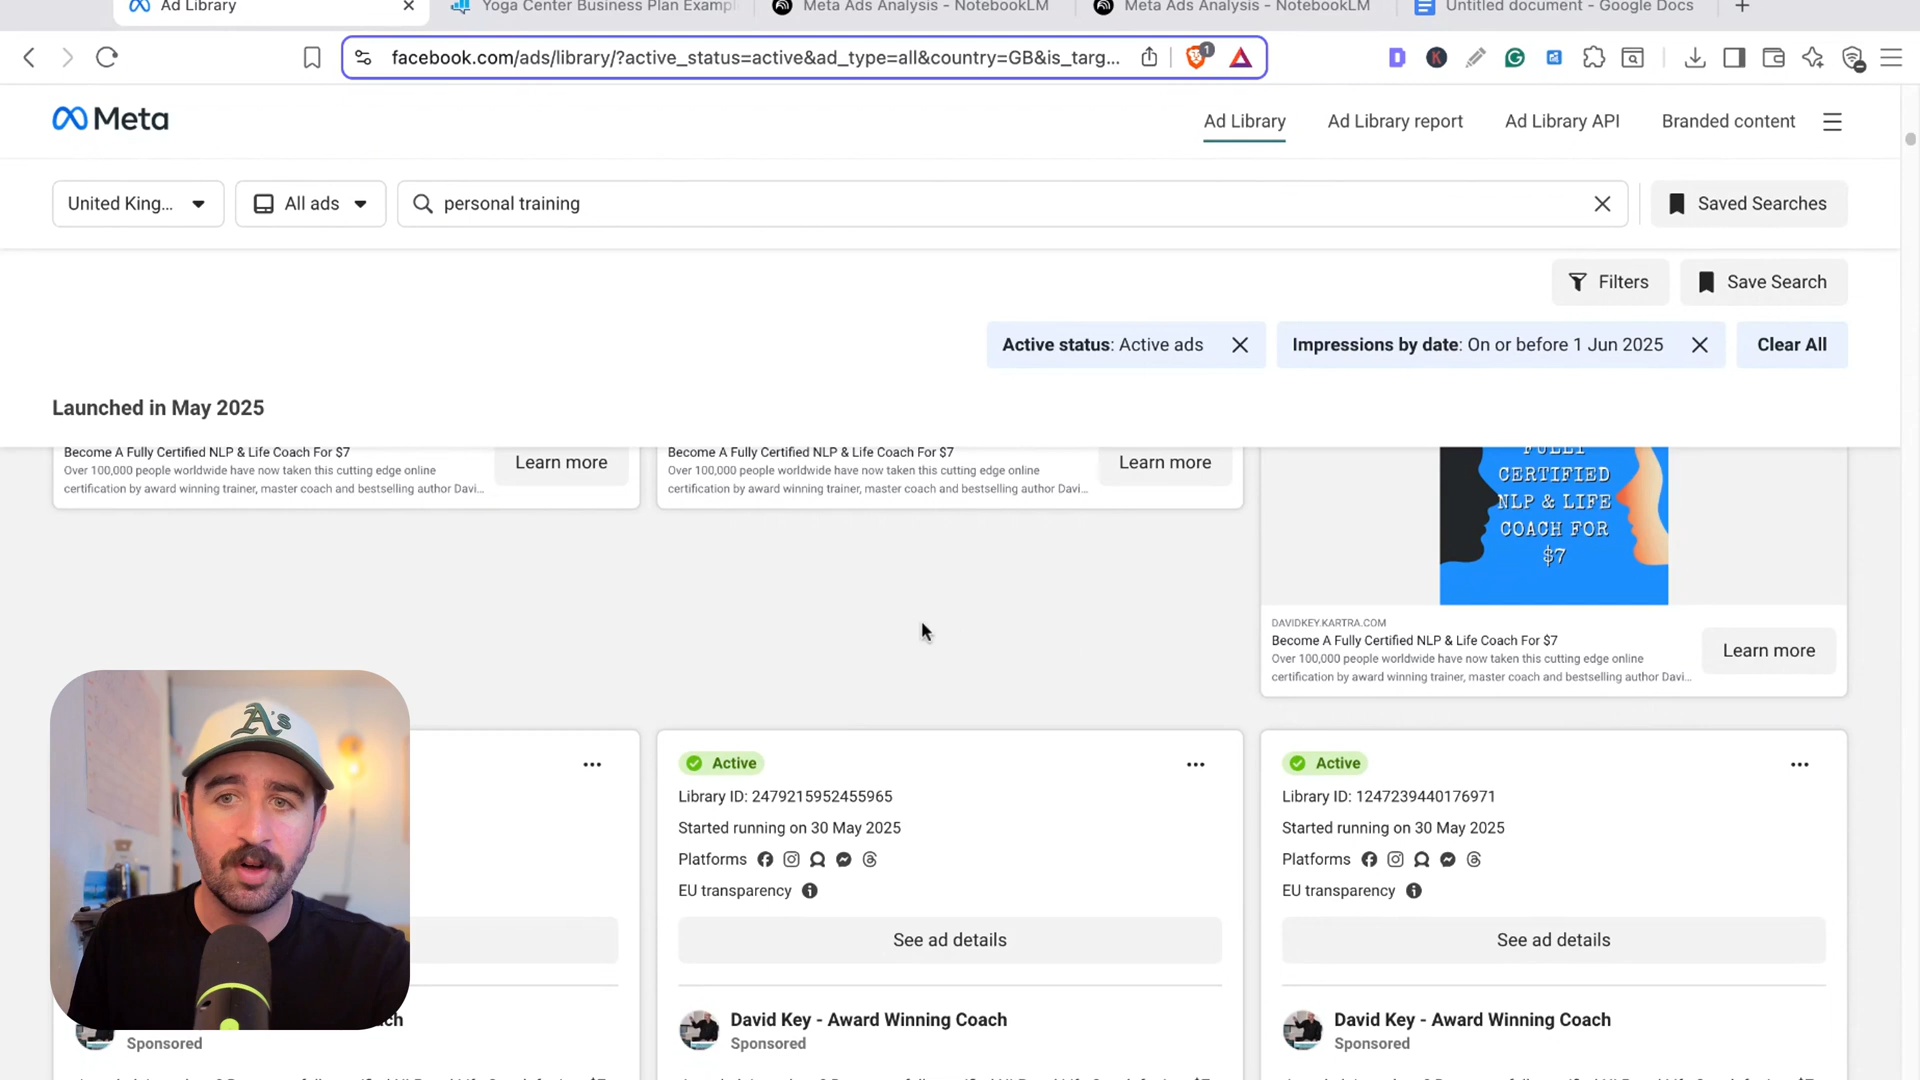 Ad Library
Yoga Center Business Plan Exampl
Meta Ads Analysis - NotebookLM
Meta Ads Analysis - NotebookLM
Untitled document - Google Docs
facebook.com/ads/library/?active_status=active&ad_type=all&country=GB&is_targ...
1
Meta
Ad Library
Ad Library report
Ad Library API
Branded content
United King...
All ads
personal training
Saved Searches
Filters
Save Search
Active status: Active ads
Impressions by date: On or before 1 Jun 2025
Clear All
Launched in May 2025
Become A Fully Certified NLP & Life Coach For $7
Over 100,000 people worldwide have now taken this cutting edge online
certification by award winning trainer, master coach and bestselling author Davi...
Learn more
Become A Fully Certified NLP & Life Coach For $7
Over 100,000 people worldwide have now taken this cutting edge online
certification by award winning trainer, master coach and bestselling author Davi...
Learn more
FULLY
CERTIFIED
NLP & LIFE
COACH FOR
$7
DAVIDKEY.KARTRA.COM
Become A Fully Certified NLP & Life Coach For $7
Over 100,000 people worldwide have now taken this cutting edge online
certification by award winning trainer, master coach and bestselling author Davi...
Learn more
A's
ch
Sponsored
Active
Library ID: 2479215952455965
Started running on 30 May 2025
Platforms
EU transparency
See ad details
David Key - Award Winning Coach
Sponsored
Active
Library ID: 1247239440176971
Started running on 30 May 2025
Platforms
EU transparency
See ad details
David Key - Award Winning Coach
Sponsored